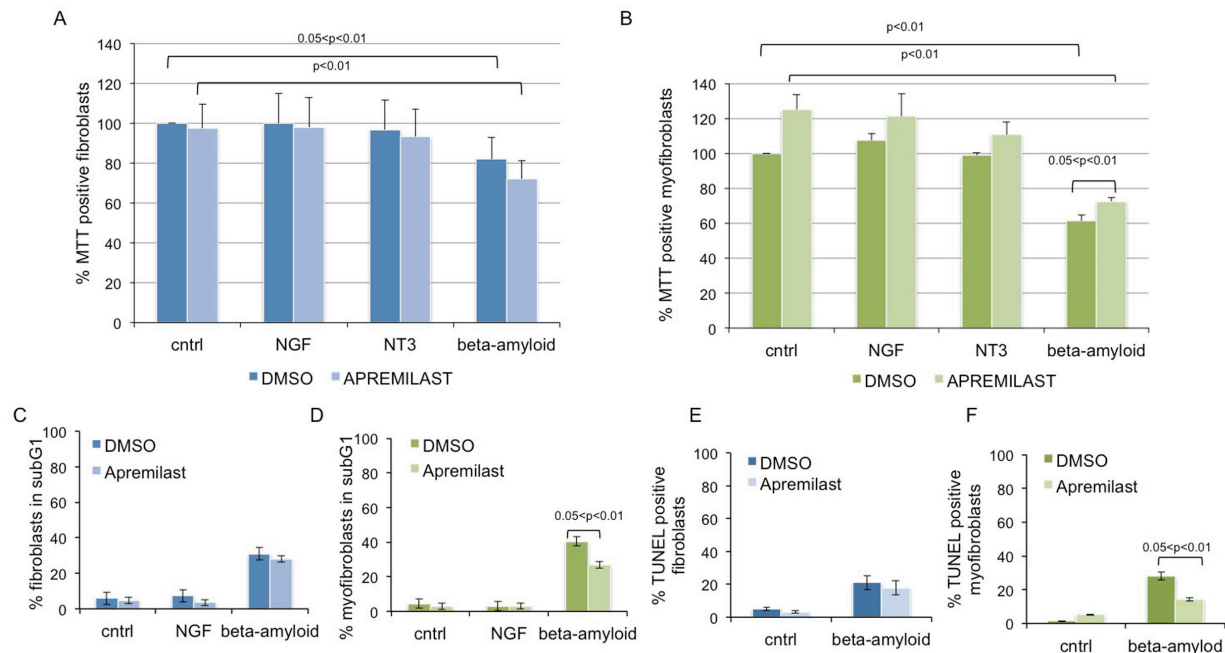 A
0.05<p<0.01
p<0.01
140
120
100
80
60
40
20
0
% MTT positive fibroblasts
cntrl NGF NT3 beta-amyloid
DMSO APREMILAST
B
p<0.01
p<0.01
140
120
100
80
60
40
20
0
% MTT positive myofibroblasts
0.05<p<0.01
cntrl NGF NT3 beta-amyloid
DMSO APREMILAST
C
100
80
60
40
20
0
% fibroblasts in subG1
DMSO
Apremilast
cntrl NGF beta-amyloid
D
100
80
60
40
20
0
% myofibroblasts in subG1
DMSO
Apremilast
0.05<p<0.01
cntrl NGF beta-amyloid
E
100
80
60
40
20
0
% TUNEL positive
fibroblasts
DMSO
Apremilast
cntrl beta-amyloid
F
100
80
60
40
20
0
% TUNEL positive
myofibroblasts
DMSO
Apremilast
0.05<p<0.01
cntrl beta-amyloid